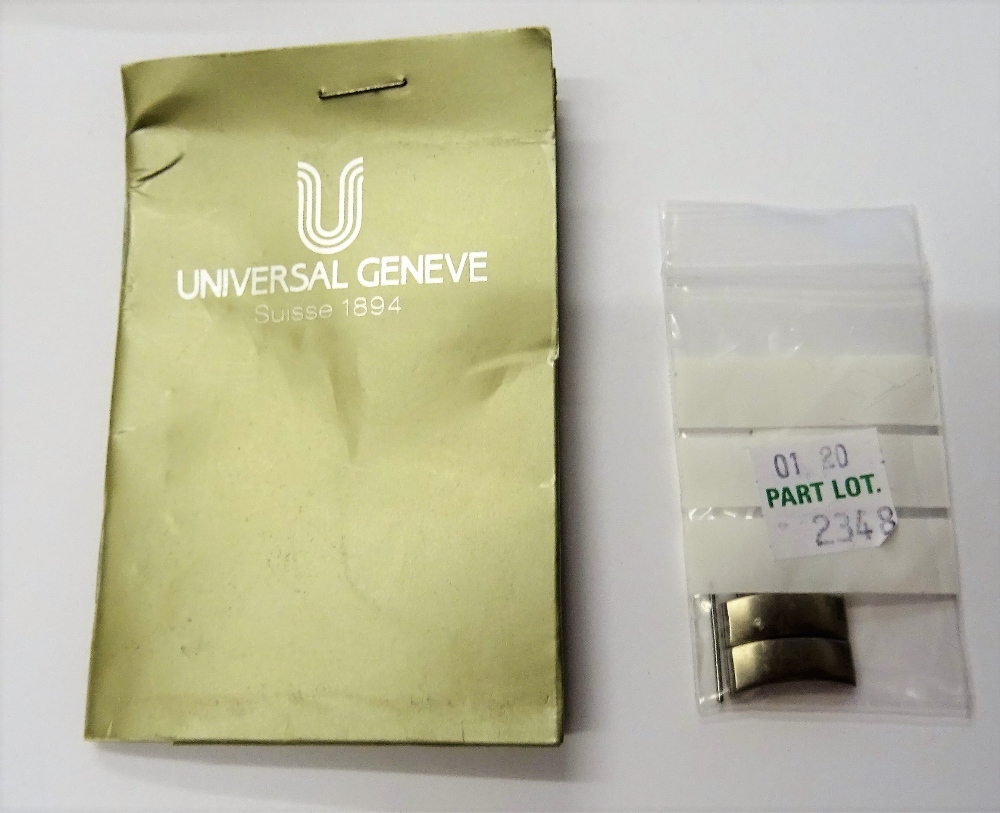 UNIVERSAL GENEVE
Suisse 1894
01 20
PART LOT.
2348